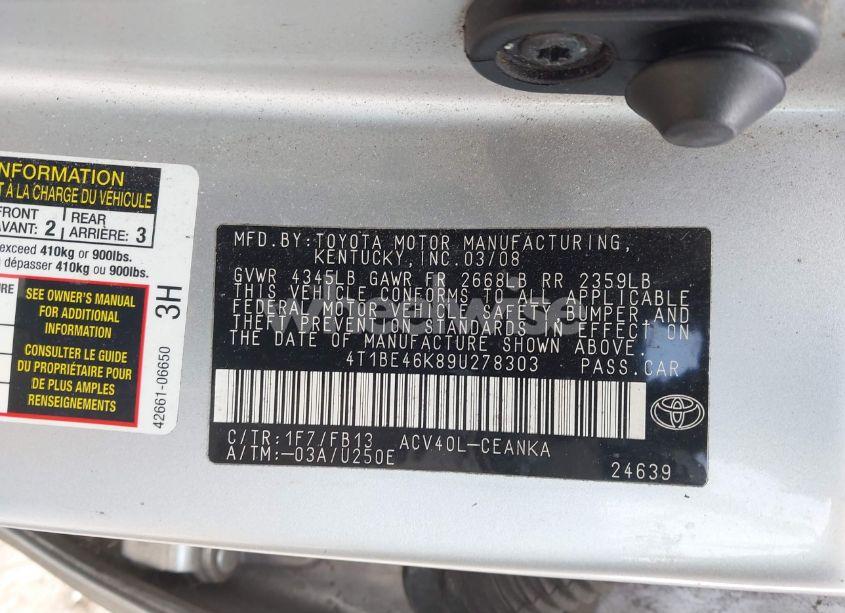 INFORMATION
T À LA CHARGE DU VÉHICULE
FRONT
AVANT: 2
REAR
ARRIÈRE: 3
exceed 410kg or 900lbs.
dépasser 410kg ou 900lbs.
SEE OWNER'S MANUAL
FOR ADDITIONAL
INFORMATION
CONSULTER LE GUIDE
DU PROPRIÉTAIRE POUR
DE PLUS AMPLES
RENSEIGNEMENTS
3H
42661-06650
MFD.BY:TOYOTA MOTOR MANUFACTURING,
KENTUCKY, INC.03/08
GVWR 4345LB GAWR FR 2668LB RR 2359LB
THIS VEHICLE CONFORMS TO ALL APPLICABLE
FEDERAL MOTOR VEHICLE SAFETY, BUMPER AND
THEFT PREVENTION STANDARDS IN EFFECT ON
THE DATE OF MANUFACTURE SHOWN ABOVE.
4T1BE46K89U278303 PASS.CAR
C/TR:1F7/FB13 ACV40L-CEANKA
A/TM:-03A/U250E
24639
wheelwise